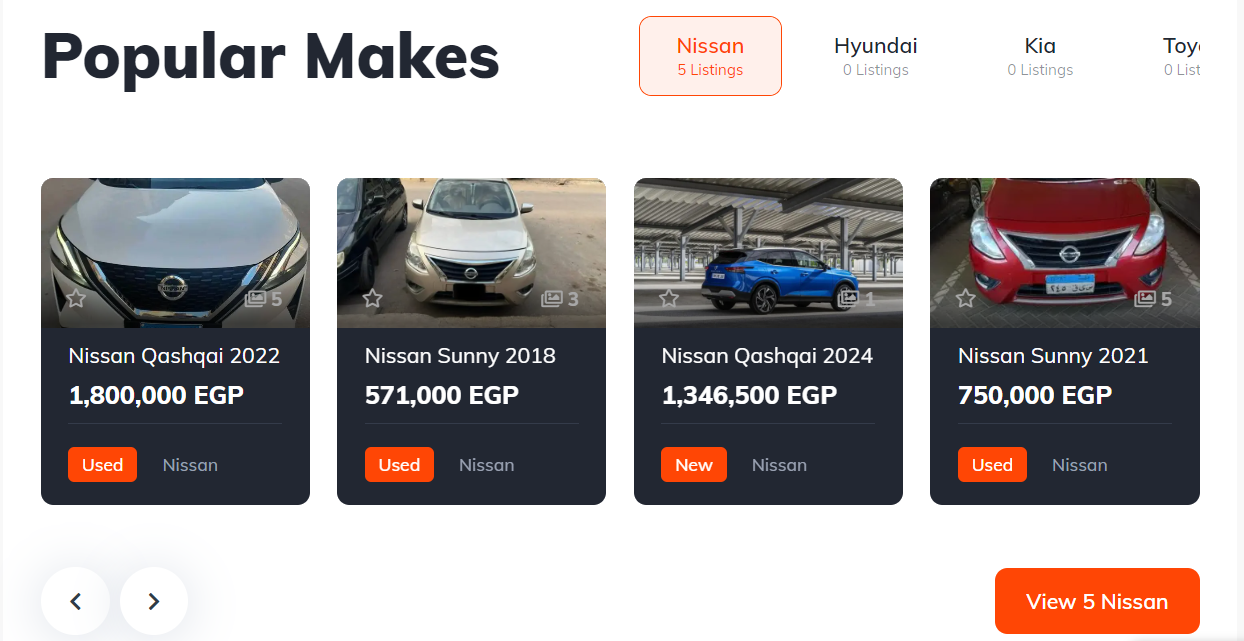 Popular Makes
Nissan
5 Listings
Hyundai
0 Listings
Kia
0 Listings
Toy
0 List
5
3
1
5
Nissan Qashqai 2022
1,800,000 EGP
Used
Nissan
Nissan Sunny 2018
571,000 EGP
Used
Nissan
Nissan Qashqai 2024
1,346,500 EGP
New
Nissan
Nissan Sunny 2021
750,000 EGP
Used
Nissan
View 5 Nissan